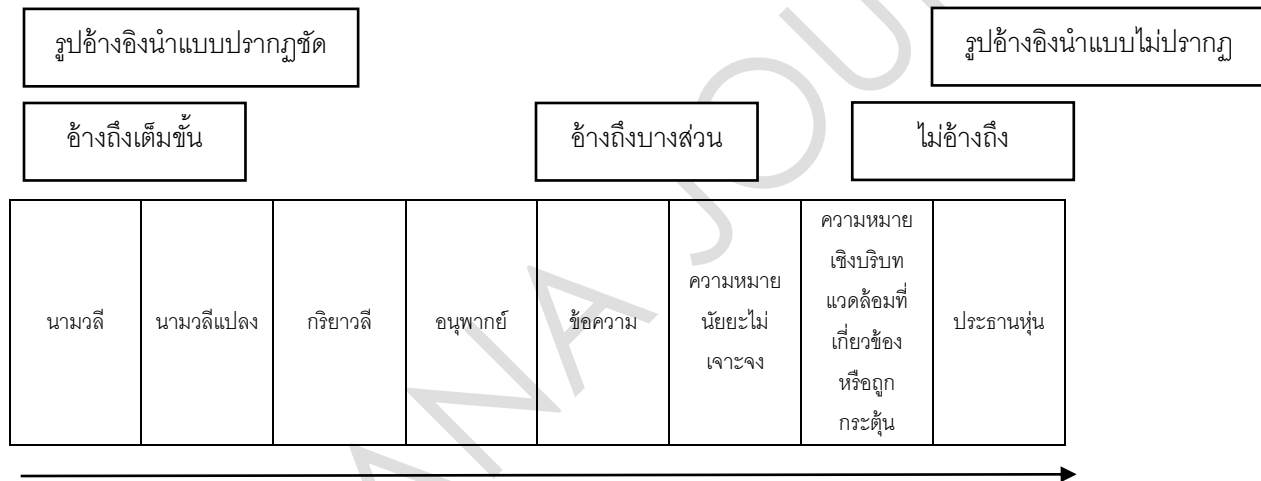 รูปอ้างอิงนำแบบปรากฏชัด
รูปอ้างอิงนำแบบไม่ปรากฏ
อ้างถึงเต็มขั้น
อ้างถึงบางส่วน
ไม่อ้างถึง
นามวลี
นามวลีแปลง
กริยาวลี
อนุพากย์
ข้อความ
ความหมาย
นัยยะไม่
เจาะจง
ความหมาย
เชิงบริบท
แวดล้อมที่
เกี่ยวข้อง
หรือถูก
กระตุ้น
ประธานหุ่น
ANA JOU